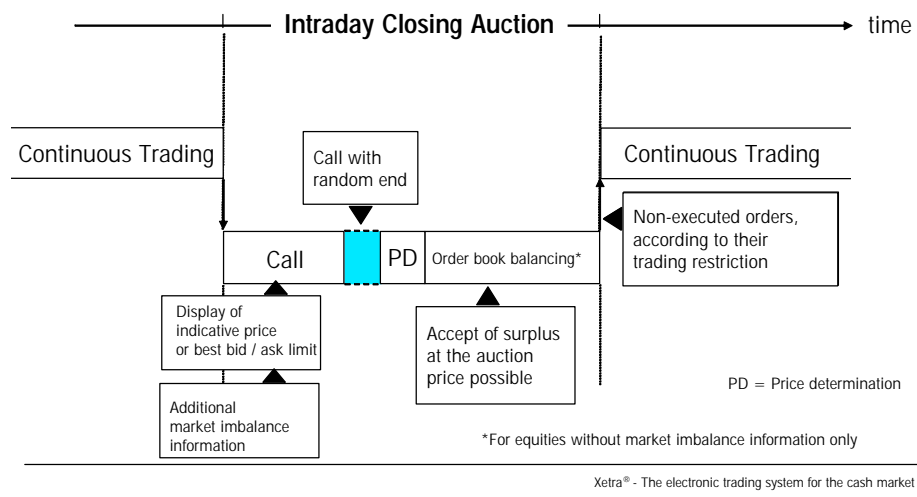 Intraday Closing Auction
time
Continuous Trading
Call with
random end
Continuous Trading
Non-executed orders,
according to their
trading restriction
Call
PD
Order book balancing*
Display of
indicative price
or best bid / ask limit
Accept of surplus
at the auction
price possible
Additional
market imbalance
information
PD = Price determination
*For equities without market imbalance information only
Xetra® - The electronic trading system for the cash market